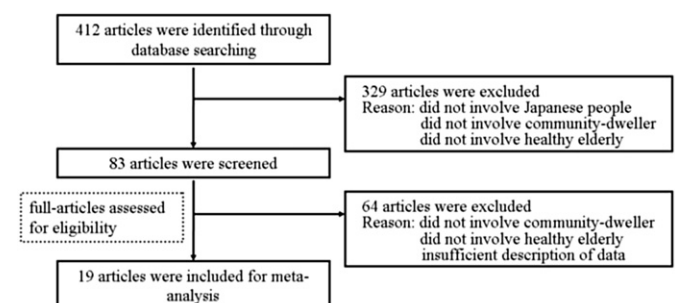 412 articles were identified through
database searching
329 articles were excluded
Reason: did not involve Japanese people
did not involve community-dweller
did not involve healthy elderly
83 articles were screened
full-articles assessed
for eligibility
64 articles were excluded
Reason: did not involve community-dweller
did not involve healthy elderly
insufficient description of data
19 articles were included for meta-
analysis